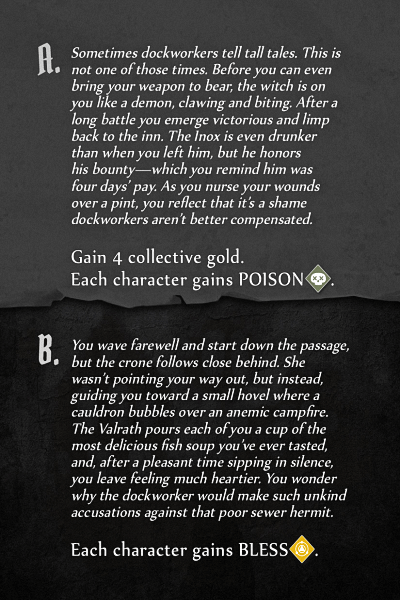 A.
Sometimes dockworkers tell tall tales. This is
not one of those times. Before you can even
bring your weapon to bear, the witch is on
you like a demon, clawing and biting. After a
long battle you emerge victorious and limp
back to the inn. The Inox is even drunker
than when you left him, but he honors
his bounty—which you remind him was
four days' pay. As you nurse your wounds
over a pint, you reflect that it's a shame
dockworkers aren't better compensated.
Gain 4 collective gold.
Each character gains POISON.
B.
You wave farewell and start down the passage,
but the crone follows close behind. She
wasn't pointing your way out, but instead,
guiding you toward a small hovel where a
cauldron bubbles over an anemic campfire.
The Valrath pours each of you a cup of the
most delicious fish soup you've ever tasted,
and, after a pleasant time sipping in silence,
you leave feeling much heartier. You wonder
why the dockworker would make such unkind
accusations against that poor sewer hermit.
Each character gains BLESS.